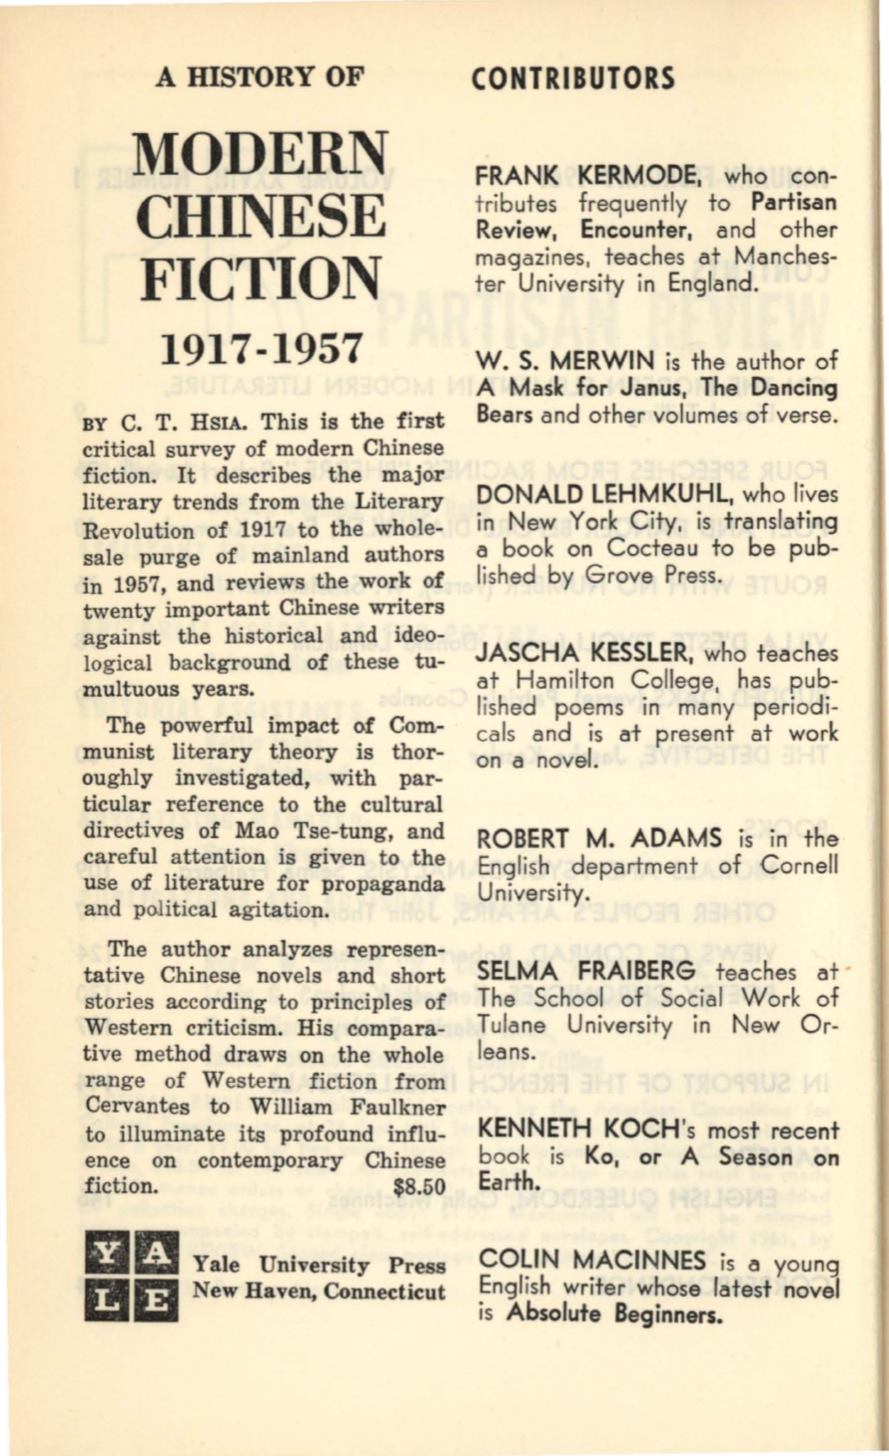 A HISTORY OF
MODERN
CHINESE
FICTION
1917-1957
BY C. T. HSIA. This is the first
critical survey of modern Chinese
fiction. It describes the major
literary trends from the Literary
Revolution of 1917 to the whole-
sale purge of mainland authors
in 1957, and reviews the work of
twenty important Chinese writers
against the historical and ideo-
logical background of these tu-
multuous years.
The powerful impact of Com-
munist literary theory is thor-
oughly investigated, with par-
ticular reference to the cultural
directives of Mao Tse-tung, and
careful attention is given to the
use of literature for propaganda
and political agitation.
The author analyzes represen-
tative Chinese novels and short
stories according to principles of
Western criticism. His compara-
tive method draws on the whole
range of Western fiction from
Cervantes to William Faulkner
to illuminate its profound influ-
ence on contemporary Chinese
fiction. $8.50
YA
LE
Yale University Press
New Haven, Connecticut
CONTRIBUTORS
FRANK KERMODE, who con-
tributes frequently to Partisan
Review, Encounter, and other
magazines, teaches at Manches-
ter University in England.
W. S. MERWIN is the author of
A Mask for Janus, The Dancing
Bears and other volumes of verse.
DONALD LEHMKUHL, who lives
in New York City, is translating
a book on Cocteau to be pub-
lished by Grove Press.
JASCHA KESSLER, who teaches
at Hamilton College, has pub-
lished poems in many periodi-
cals and is at present at work
on a novel.
ROBERT M. ADAMS is in the
English department of Cornell
University.
SELMA FRAIBERG teaches at
The School of Social Work of
Tulane University in New Or-
leans.
KENNETH KOCH's most recent
book is Ko, or A Season on
Earth.
COLIN MACINNES is a young
English writer whose latest novel
is Absolute Beginners.